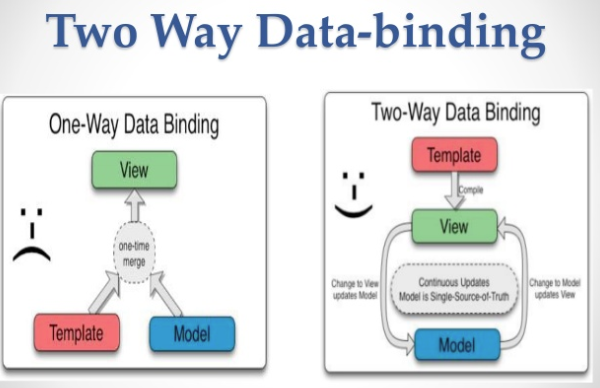 Two Way Data-binding
One-Way Data Binding
View
one-time
merge
Template
Model
Two-Way Data Binding
Template
Compile
View
Change to View
updates Model
Continuous Updates
Model is Single-Source-of-Truth
Change to Model
updates View
Model